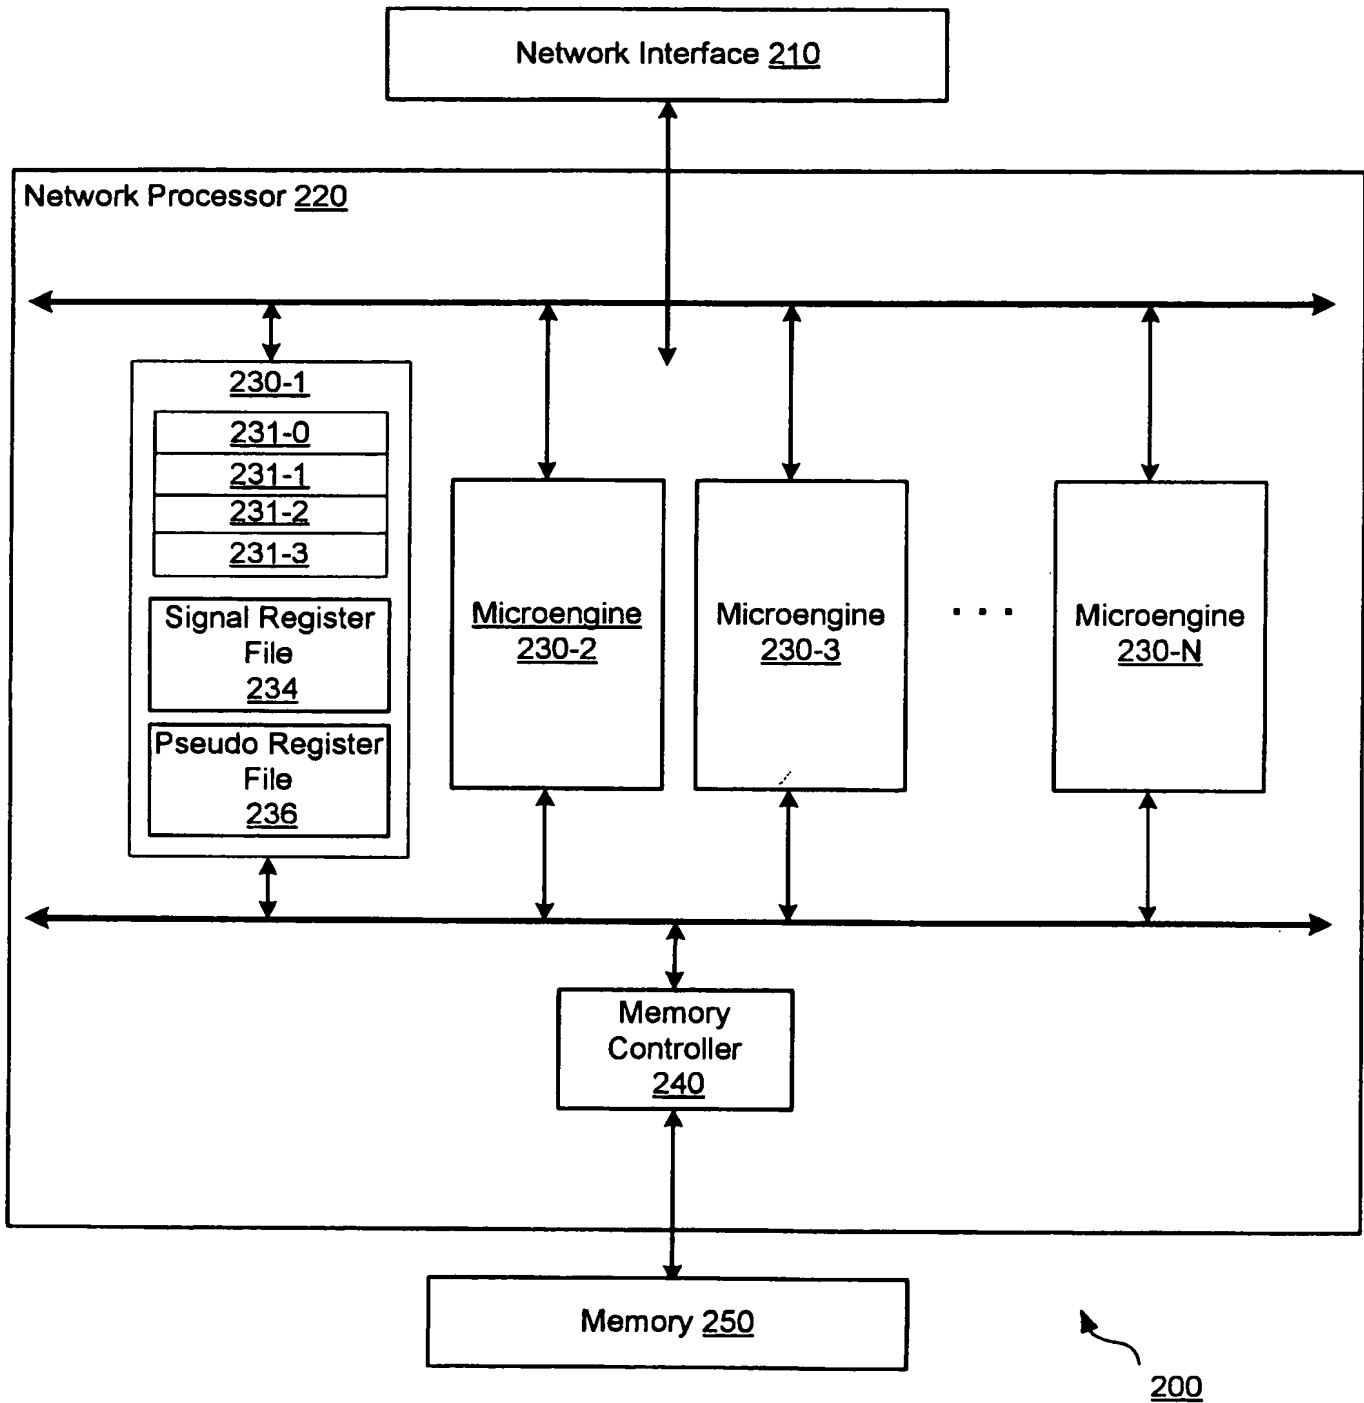 Network Interface 210
Network Processor 220
230-1
231-0
231-1
231-2
231-3
Signal Register
File
234
Pseudo Register
File
236
Microengine
230-2
Microengine
230-3
. . .
Microengine
230-N
Memory
Controller
240
Memory 250
200